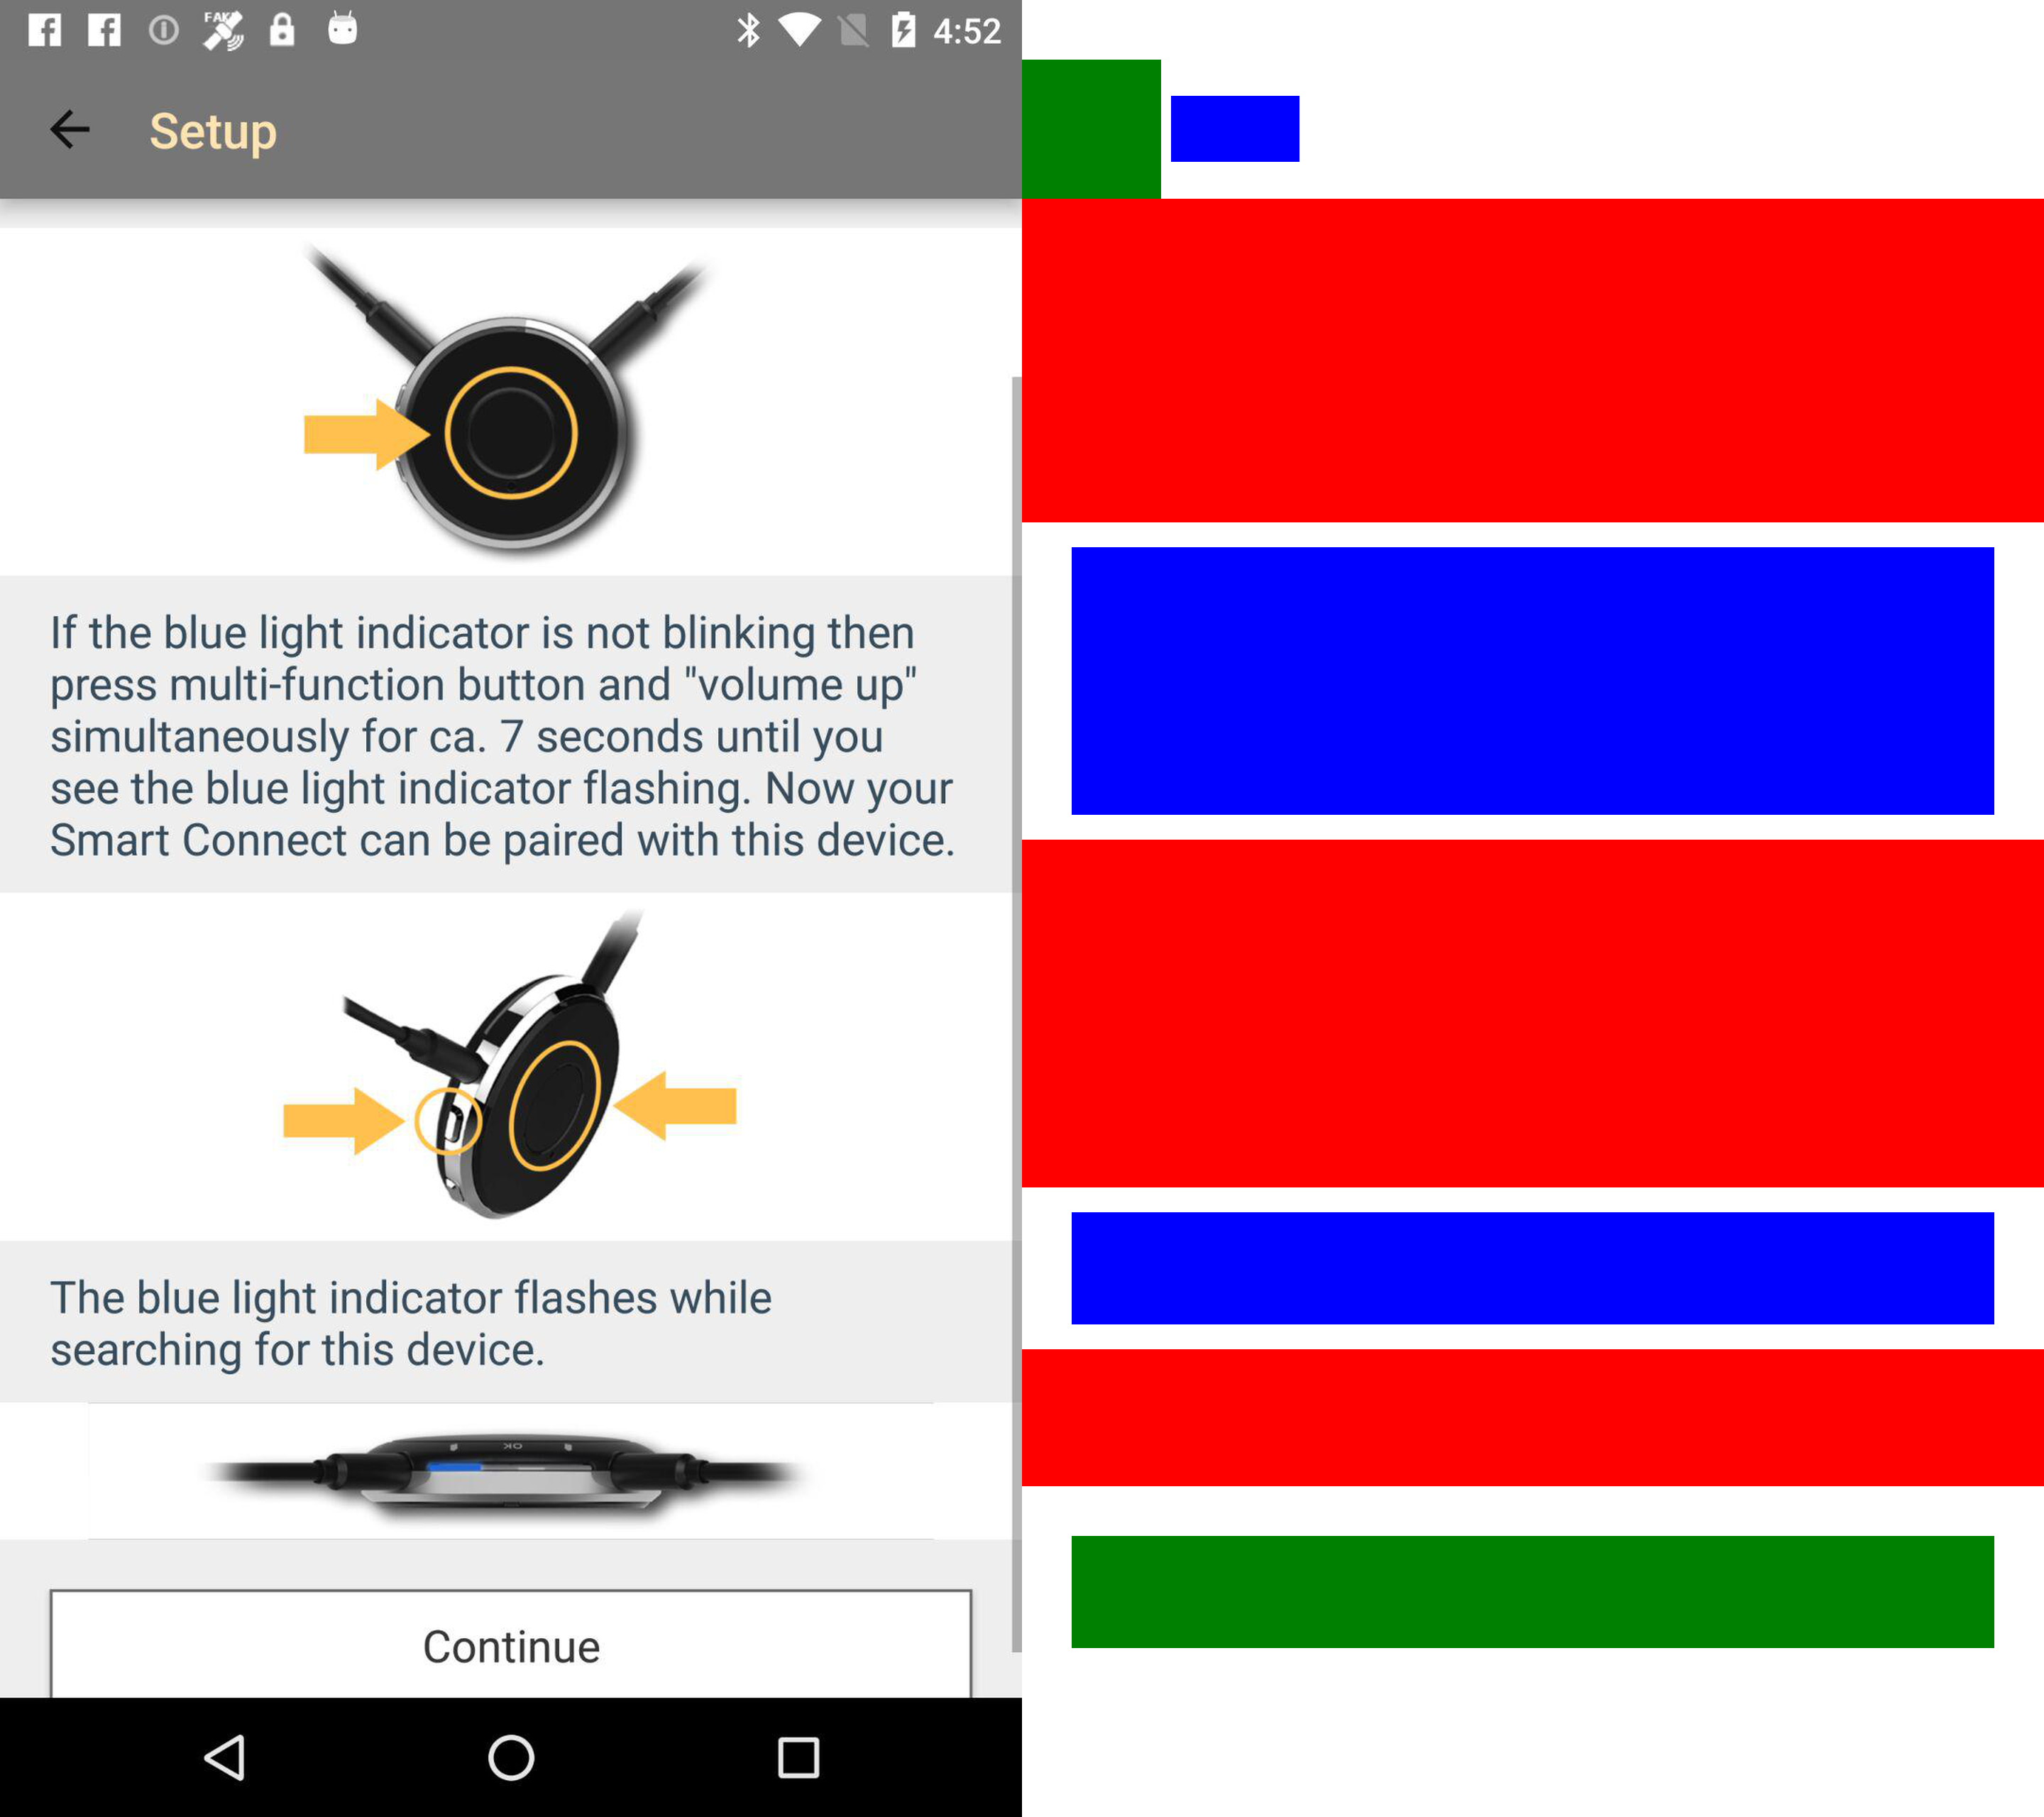 FAKE
4:52
Setup
If the blue light indicator is not blinking then
press multi-function button and "volume up"
simultaneously for ca. 7 seconds until you
see the blue light indicator flashing. Now your
Smart Connect can be paired with this device.
The blue light indicator flashes while
searching for this device.
OK
Continue